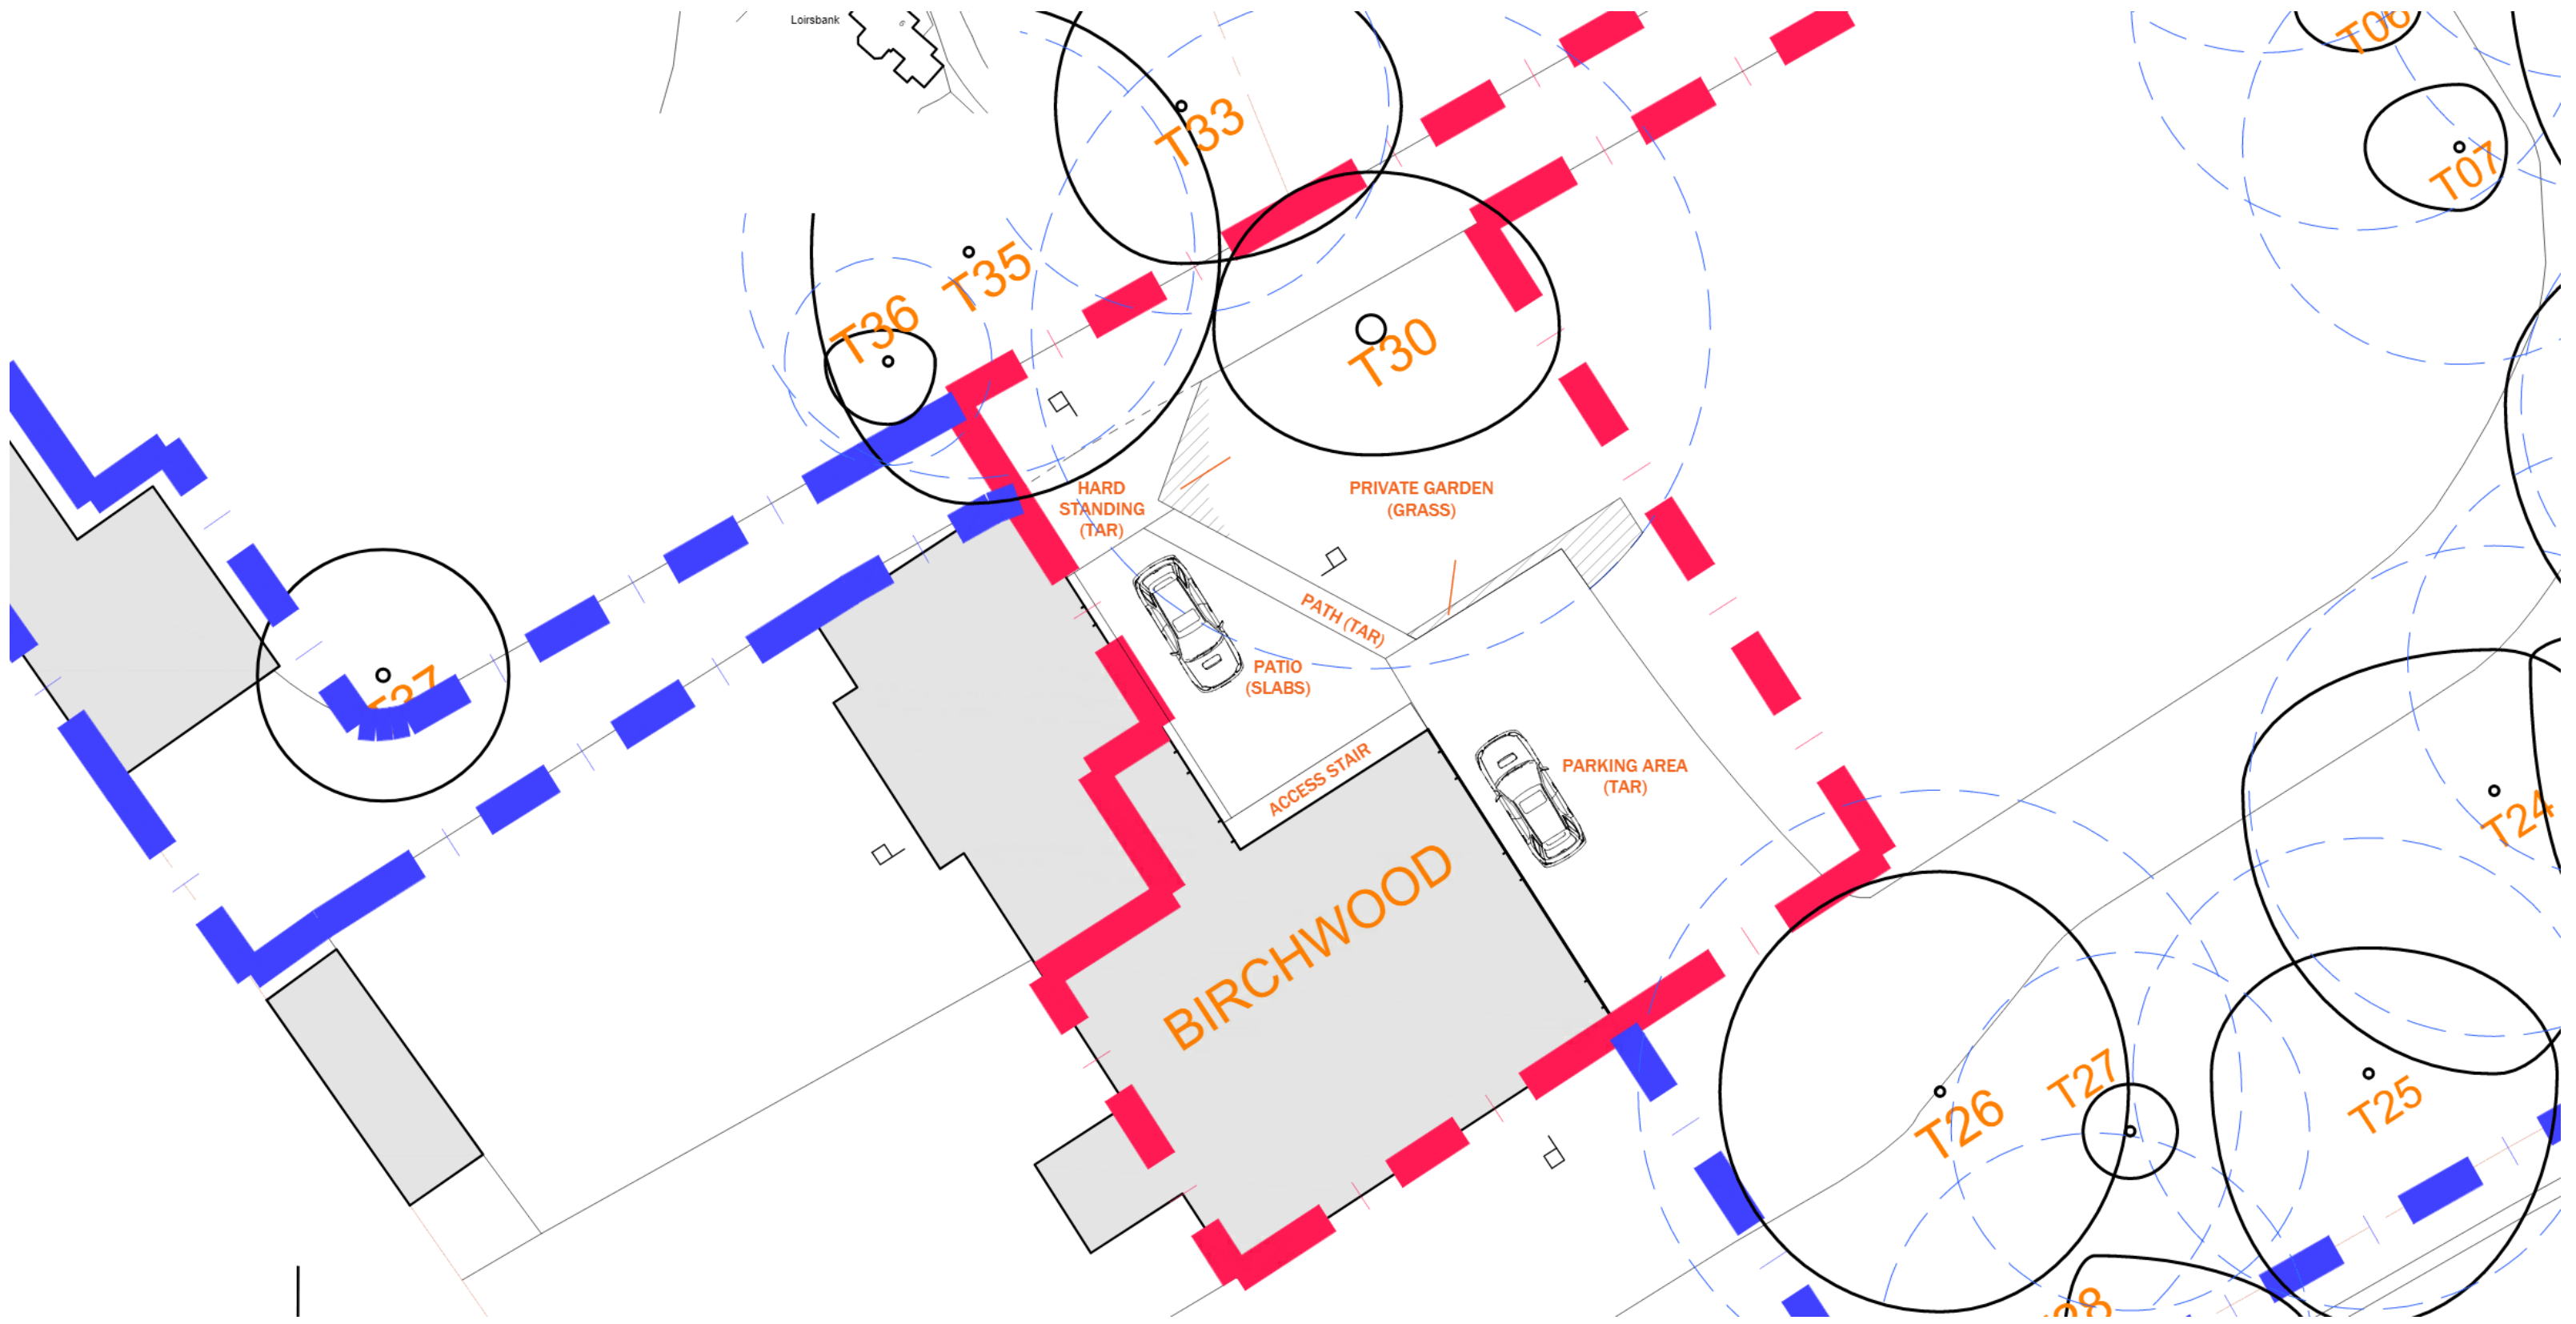 Loirsbank
6
T06
T33
T07
T35
T36
T30
HARD
STANDING
(TAR)
PRIVATE GARDEN
(GRASS)
PATH (TAR)
PATIO
(SLABS)
ACCESS STAIR
PARKING AREA
(TAR)
T24
BIRCHWOOD
T27
T25
T26